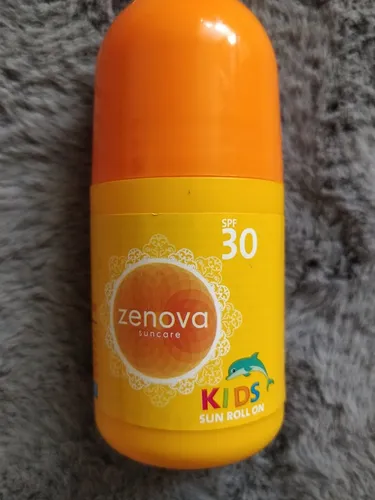 SPF
30
zenova
suncare
KIDS
SUN ROLL ON